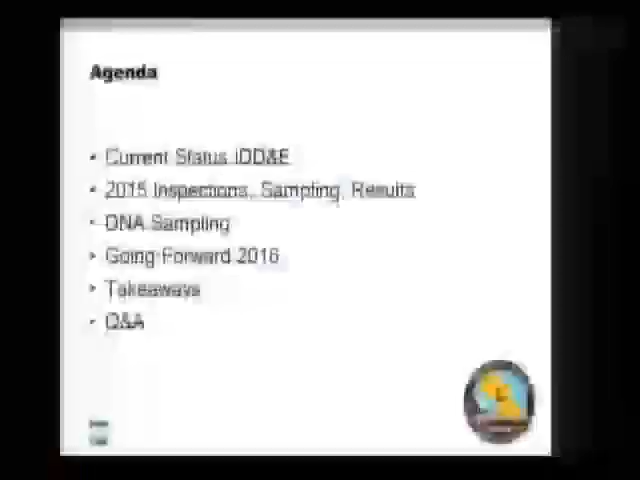 Agenda
• Current Status IDD&E
• 2015 Inspections, Sampling, Results
• DNA Sampling
• Going Forward 2016
• Takeaways
• Q&A